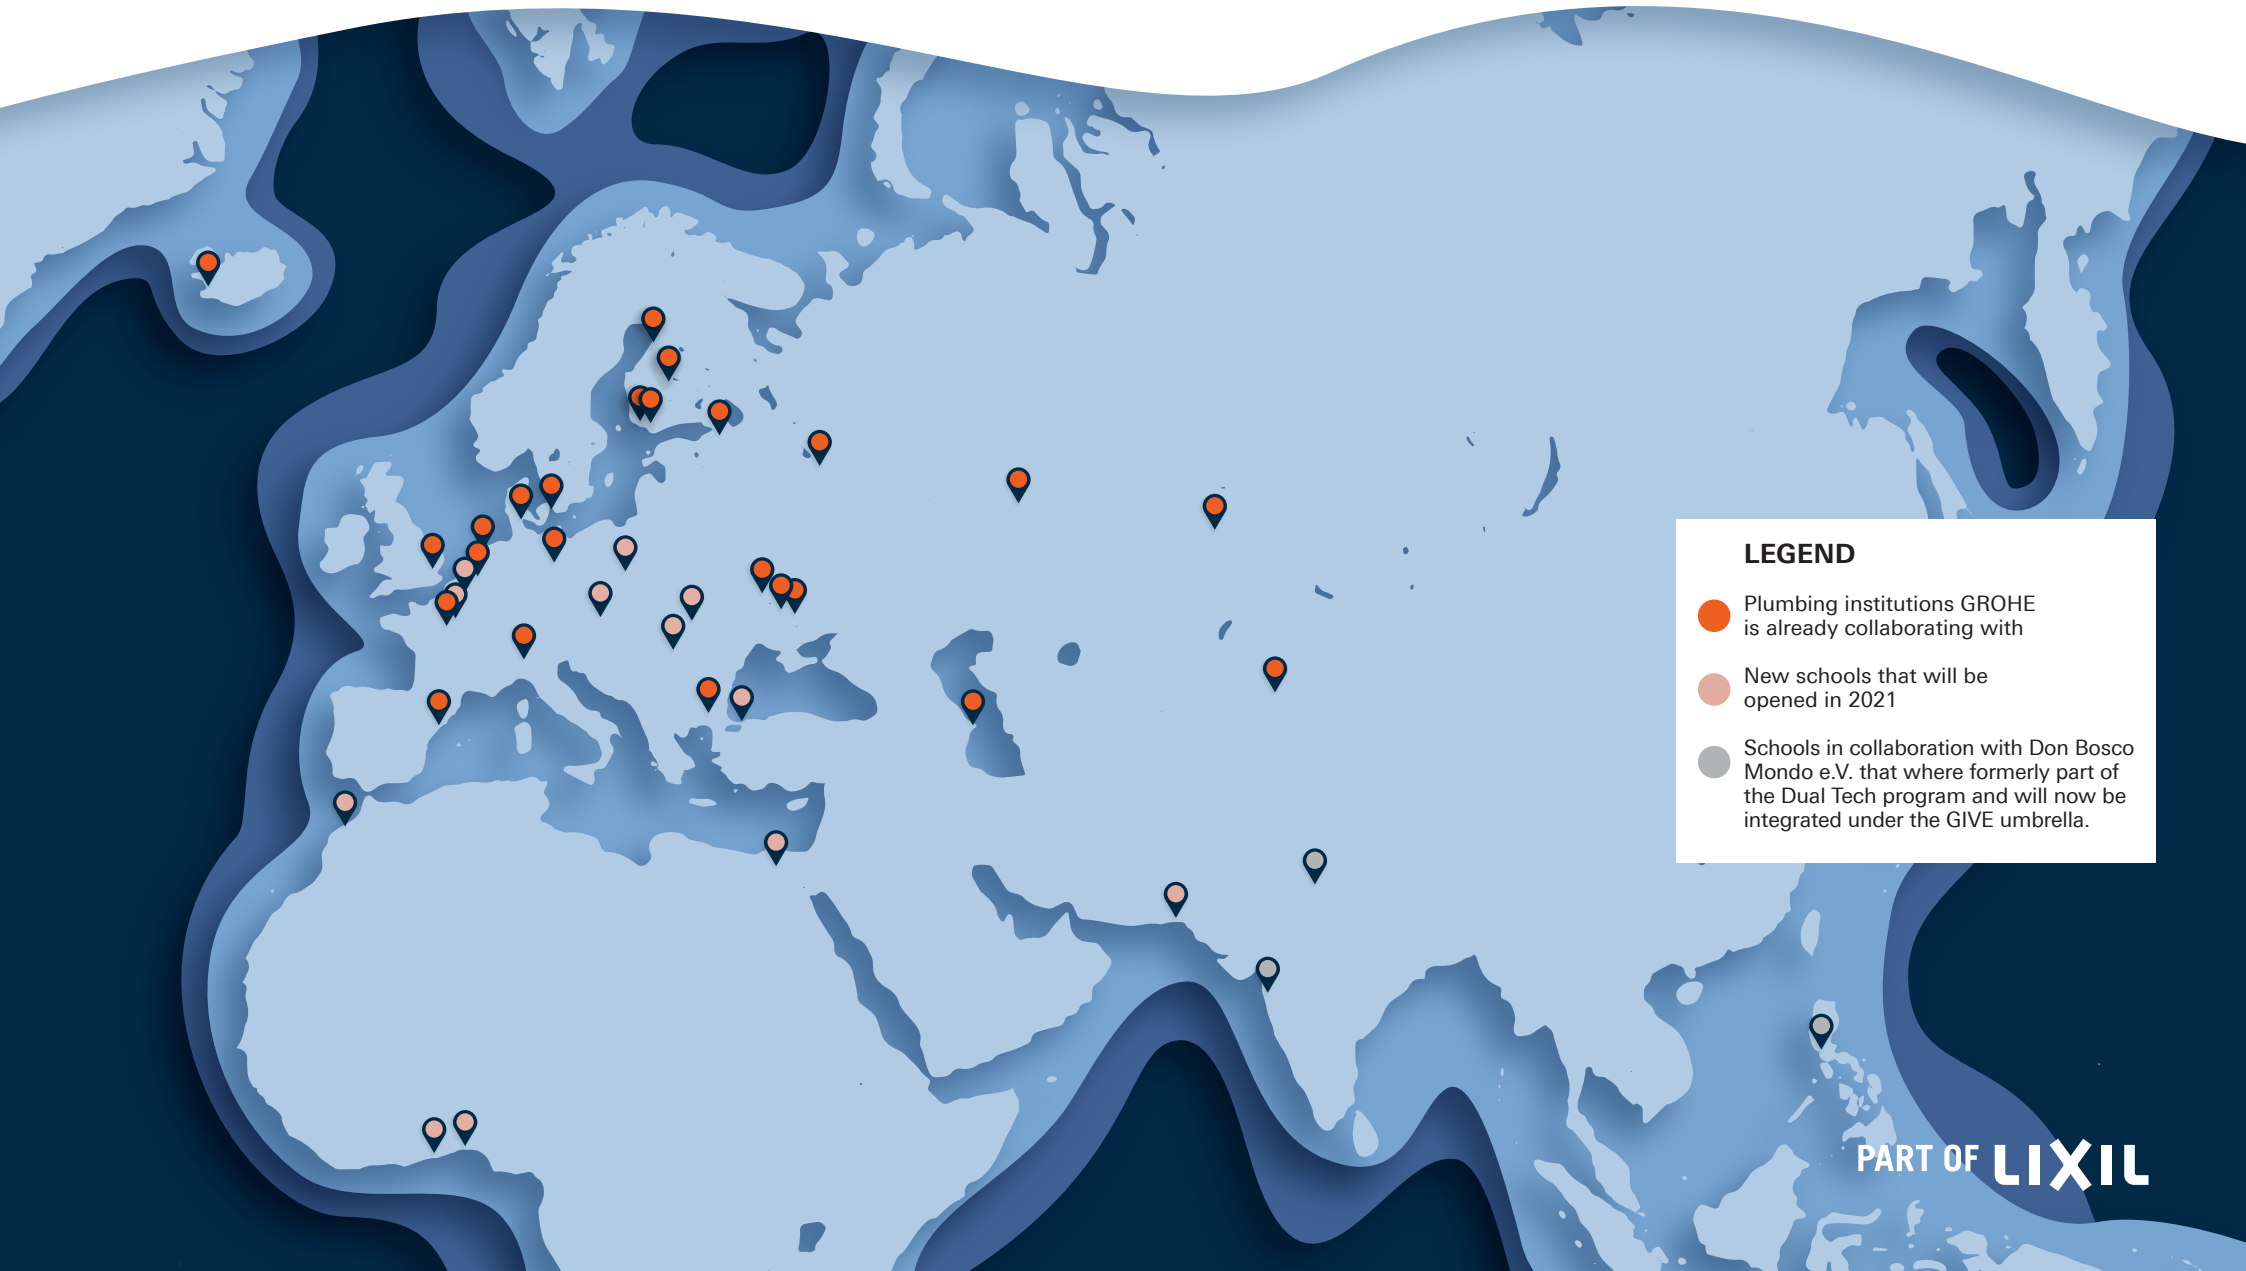 LEGEND
Plumbing institutions GROHE
is already collaborating with
New schools that will be
opened in 2021
Schools in collaboration with Don Bosco
Mondo e.V. that where formerly part of
the Dual Tech program and will now be
integrated under the GIVE umbrella.
PART OF LIXIL